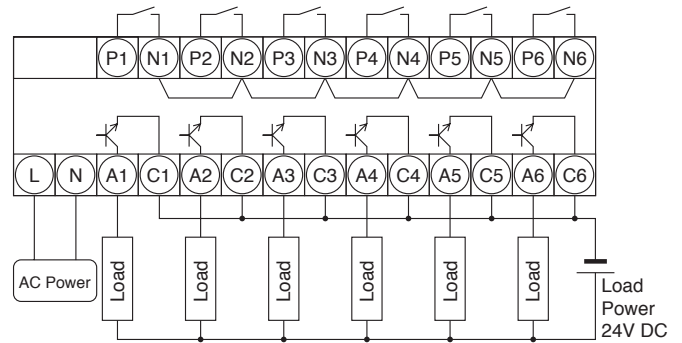 P1 N1 P2 N2 P3 N3 P4 N4 P5 N5 P6 N6
L N A1 C1 A2 C2 A3 C3 A4 C4 A5 C5 A6 C6
AC Power
Load
Load
Load
Load
Load
Load
Load
Power
24V DC